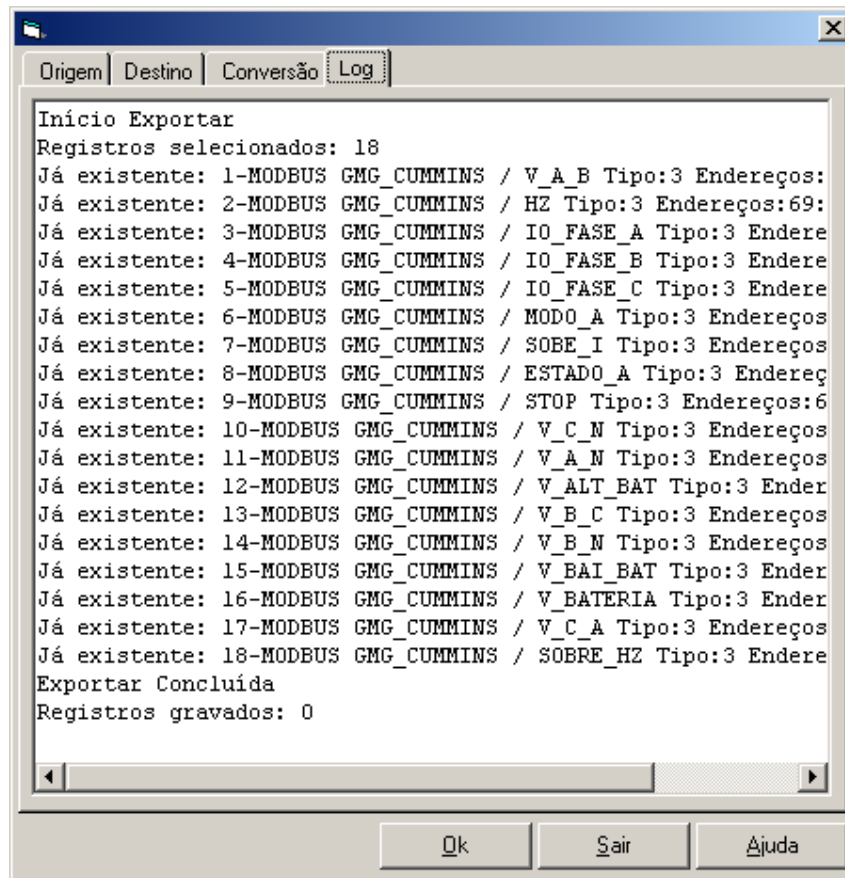 Origem Destino Conversão Log
Início Exportar
Registros selecionados: 18
Já existente: 1-MODBUS GMG_CUMMINS / V_A_B Tipo:3 Endereços:
Já existente: 2-MODBUS GMG_CUMMINS / HZ Tipo:3 Endereços:69:
Já existente: 3-MODBUS GMG_CUMMINS / IO_FASE_A Tipo:3 Endere
Já existente: 4-MODBUS GMG_CUMMINS / IO_FASE_B Tipo:3 Endere
Já existente: 5-MODBUS GMG_CUMMINS / IO_FASE_C Tipo:3 Endere
Já existente: 6-MODBUS GMG_CUMMINS / MODO_A Tipo:3 Endereços
Já existente: 7-MODBUS GMG_CUMMINS / SOBE_I Tipo:3 Endereços
Já existente: 8-MODBUS GMG_CUMMINS / ESTADO_A Tipo:3 Endereç
Já existente: 9-MODBUS GMG_CUMMINS / STOP Tipo:3 Endereços:6
Já existente: 10-MODBUS GMG_CUMMINS / V_C_N Tipo:3 Endereços
Já existente: 11-MODBUS GMG_CUMMINS / V_A_N Tipo:3 Endereços
Já existente: 12-MODBUS GMG_CUMMINS / V_ALT_BAT Tipo:3 Ender
Já existente: 13-MODBUS GMG_CUMMINS / V_B_C Tipo:3 Endereços
Já existente: 14-MODBUS GMG_CUMMINS / V_B_N Tipo:3 Endereços
Já existente: 15-MODBUS GMG_CUMMINS / V_BAI_BAT Tipo:3 Ender
Já existente: 16-MODBUS GMG_CUMMINS / V_BATERIA Tipo:3 Ender
Já existente: 17-MODBUS GMG_CUMMINS / V_C_A Tipo:3 Endereços
Já existente: 18-MODBUS GMG_CUMMINS / SOBRE_HZ Tipo:3 Endere
Exportar Concluída
Registros gravados: 0
Ok Sair Ajuda